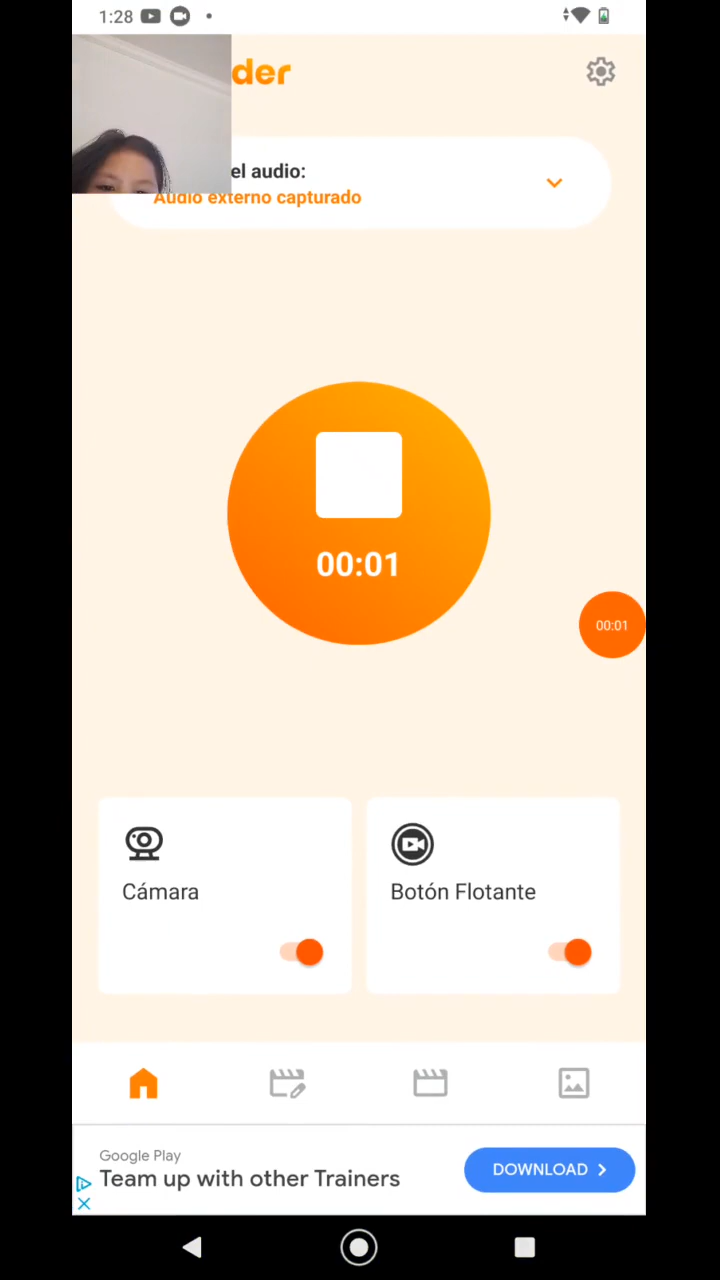 1:28
der
el audio:
Audio externo capturado
00:01
00:01
Cámara
Botón Flotante
Google Play
Team up with other Trainers
DOWNLOAD